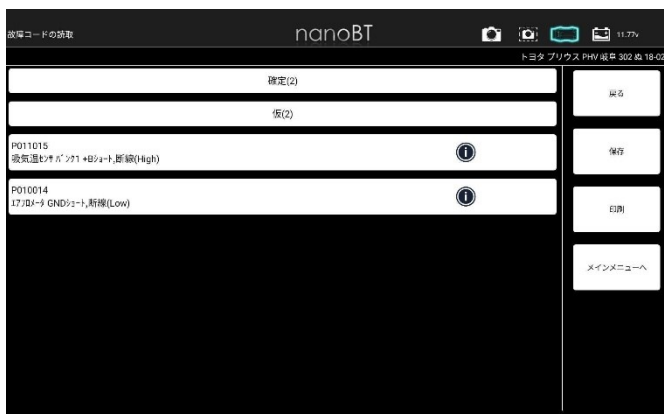 故障コードの読取
nanoBT
11.77v
トヨタ プリウス PHV 岐阜 302 ぬ 18-02
確定(2)
仮(2)
P011015
吸気温ｾﾝｻ ﾊﾞﾝｸ1 +Bｼｮｰﾄ,断線(High)
P010014
ｴｱﾌﾛﾒｰﾀ GNDｼｮｰﾄ,断線(Low)
戻る
保存
印刷
メインメニューへ